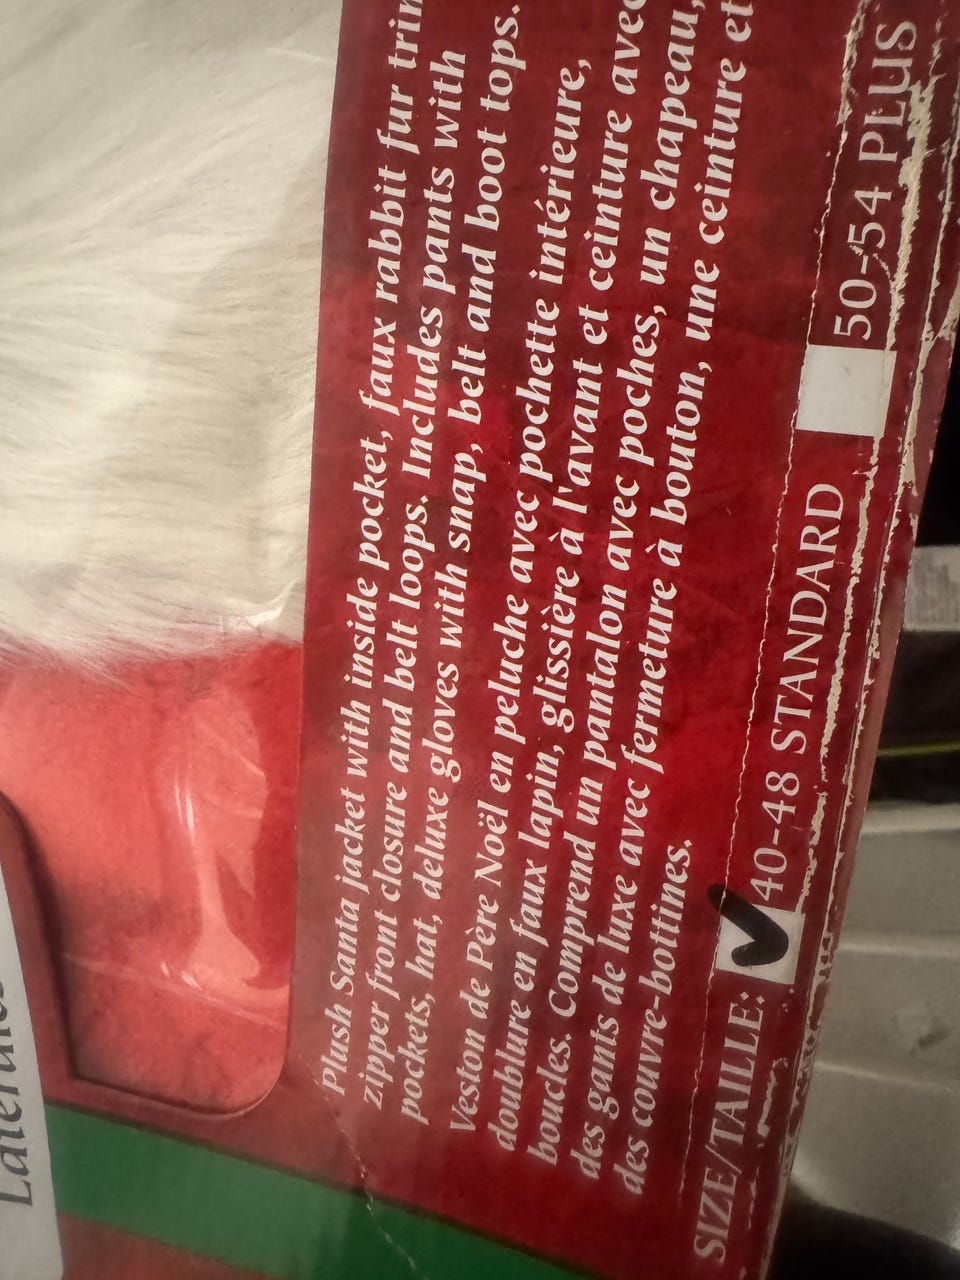 Plush Santa jacket with inside pocket, faux rabbit fur trim
zipper front closure and belt loops. Includes pants with
pockets, hat, deluxe gloves with snap, belt and boot tops.
Veston de Père Noël en peluche avec pochette intérieure,
doublure en faux lapin, glissière à l'avant et ceinture avec
boucles. Comprend un pantalon avec poches, un chapeau,
des gants de luxe avec fermeture à bouton, une ceinture et
des couvre-bottines.
SIZE/TAILLE: 40-48 STANDARD 50-54 PLUS